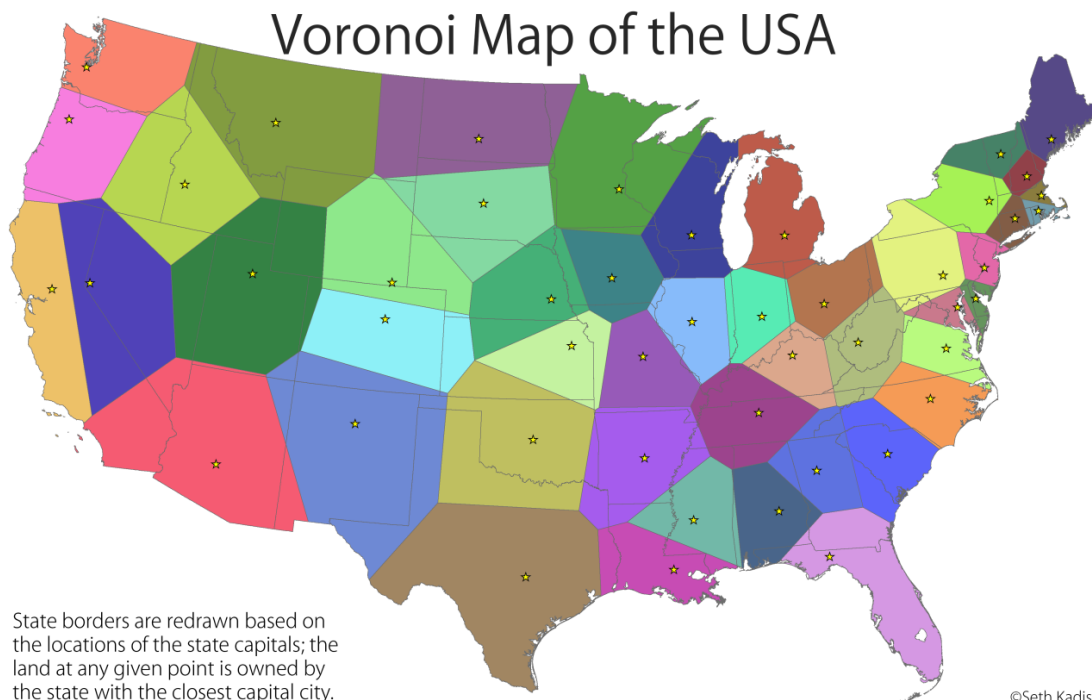 Voronoi Map of the USA
State borders are redrawn based on
the locations of the state capitals; the
land at any given point is owned by
the state with the closest capital city.
©Seth Kadis